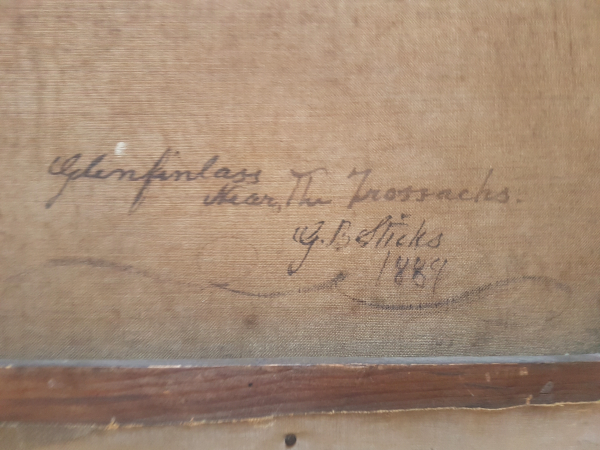 Glenfinlass
Near, The Trossachs.
G. B. Sticks
1889